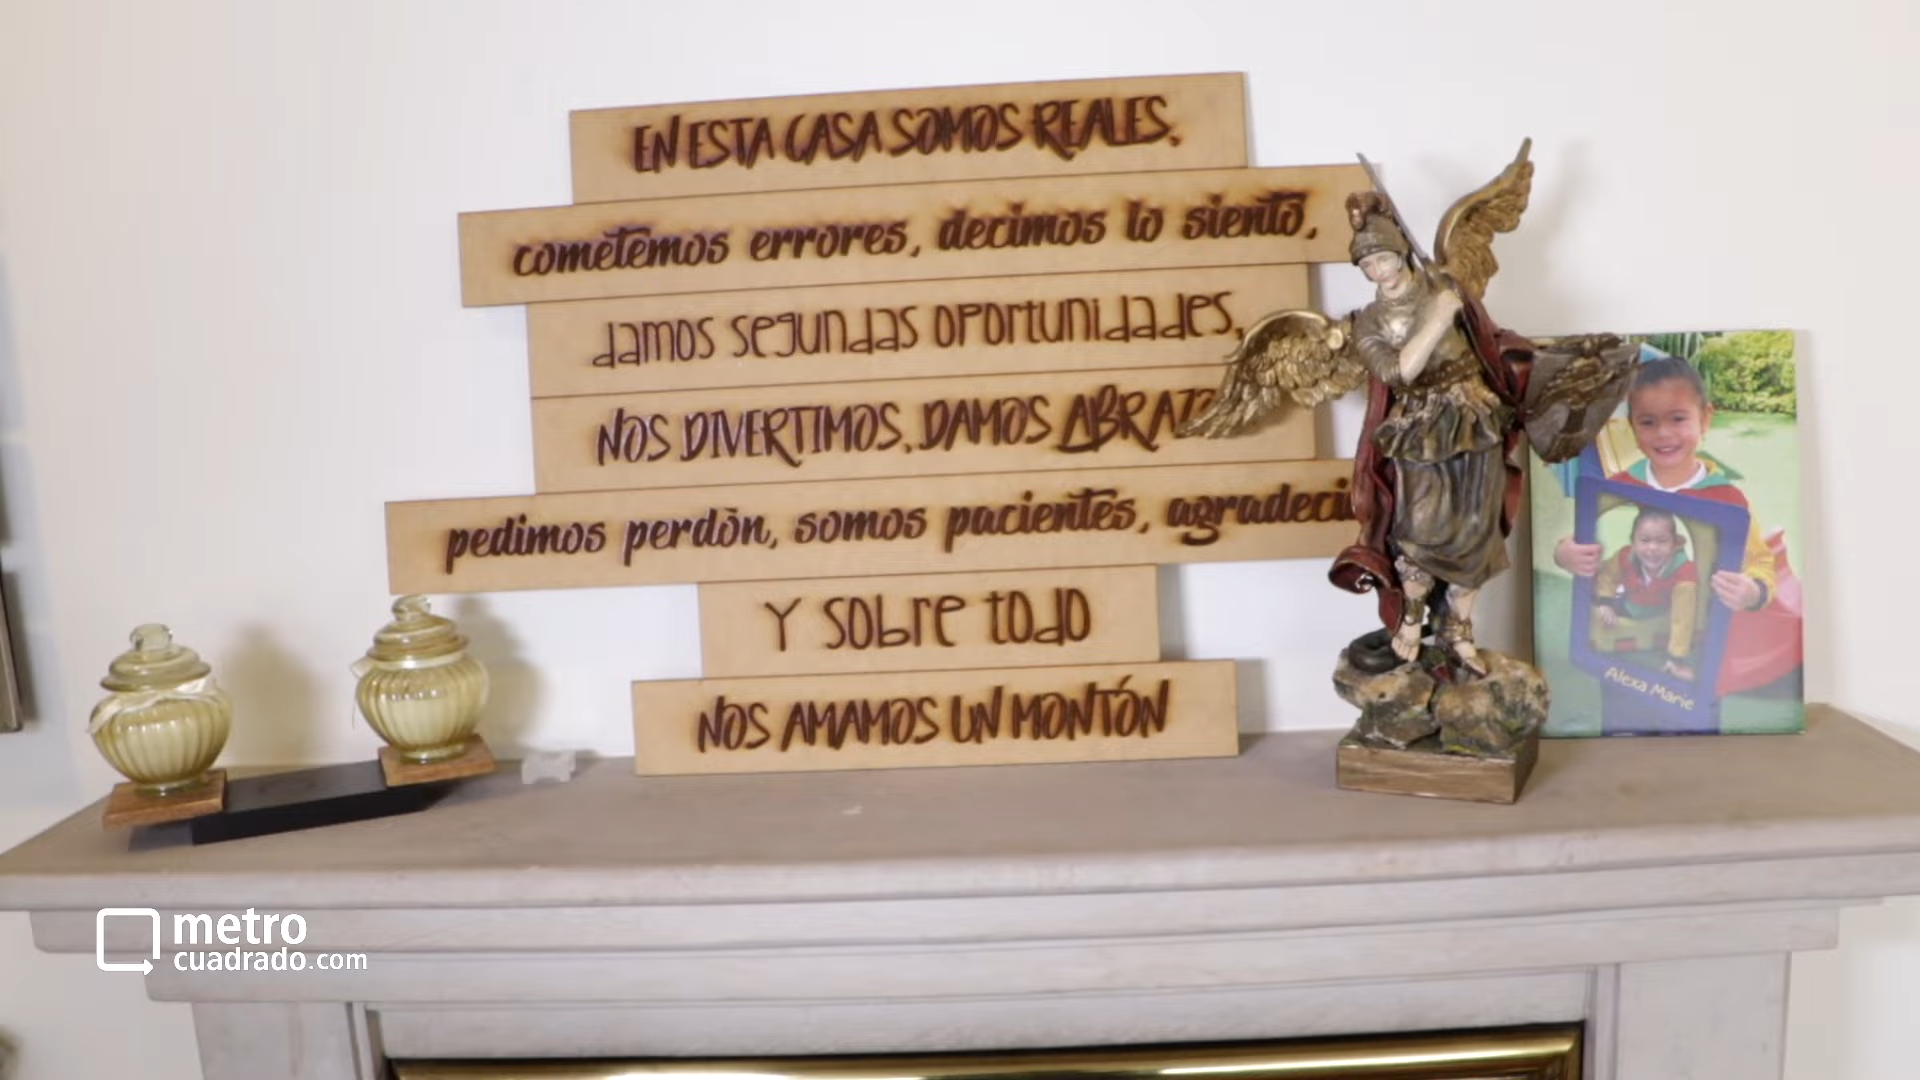 EN ESTA CASA SOMOS REALES,
cometemos errores, decimos lo siento,
damos segundas oportunidades,
NOS DIVERTIMOS, DAMOS
pedimos perdón, somos pacientes,
Y SObre todo
NOS AMAMOS UN MONTÓN
Alexa Marie
metro
cuadrado.com